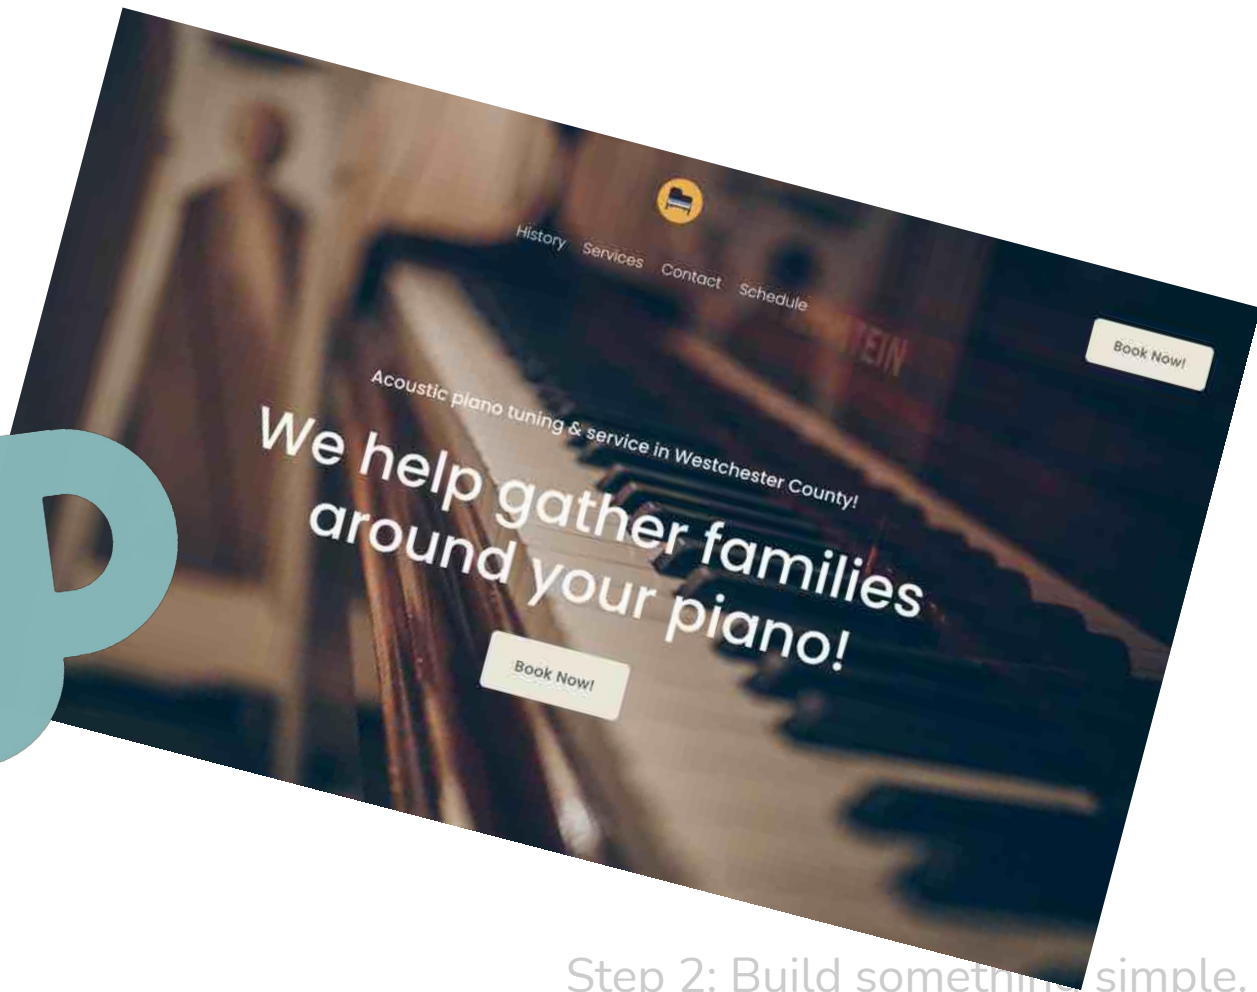 History Services Contact Schedule
Book Now!
Acoustic piano tuning & service in Westchester County!
We help gather families
around your piano!
Book Now!
Step 2: Build something simple.